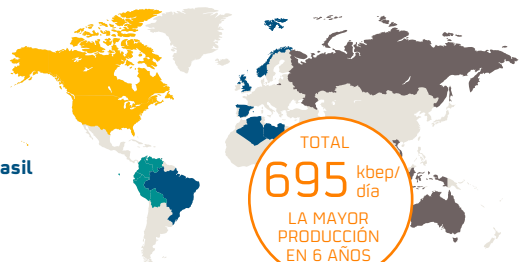 asil
TOTAL
695 kbep/
día
LA MAYOR
PRODUCCIÓN
EN 6 AÑOS